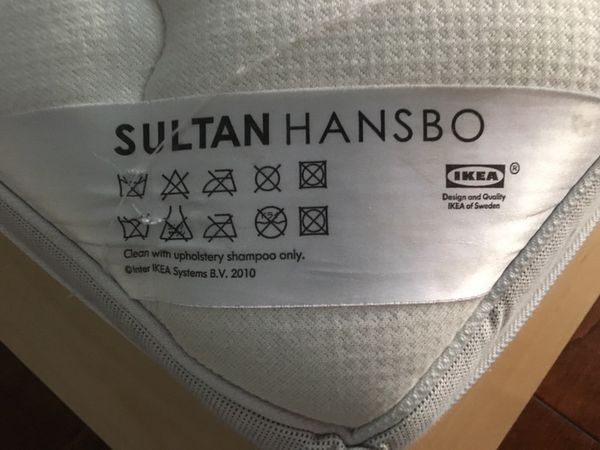 SULTAN HANSBO
IKEA®
Design and Quality
IKEA of Sweden
Clean with upholstery shampoo only.
©Inter IKEA Systems B.V. 2010